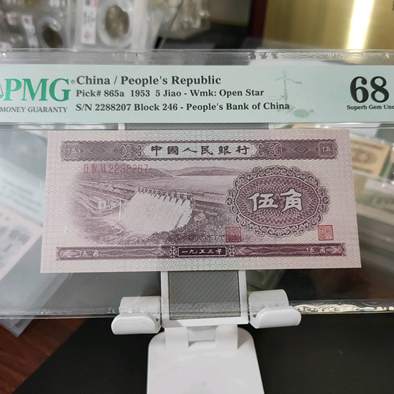 PMG
MONEY GUARANTY
China / People's Republic
Pick# 865a 1953 5 Jiao - Wmk: Open Star
S/N 2288207 Block 246 - People's Bank of China
68
Superb Gem Unc
中國人民銀行
2288207
伍角
一九五三年